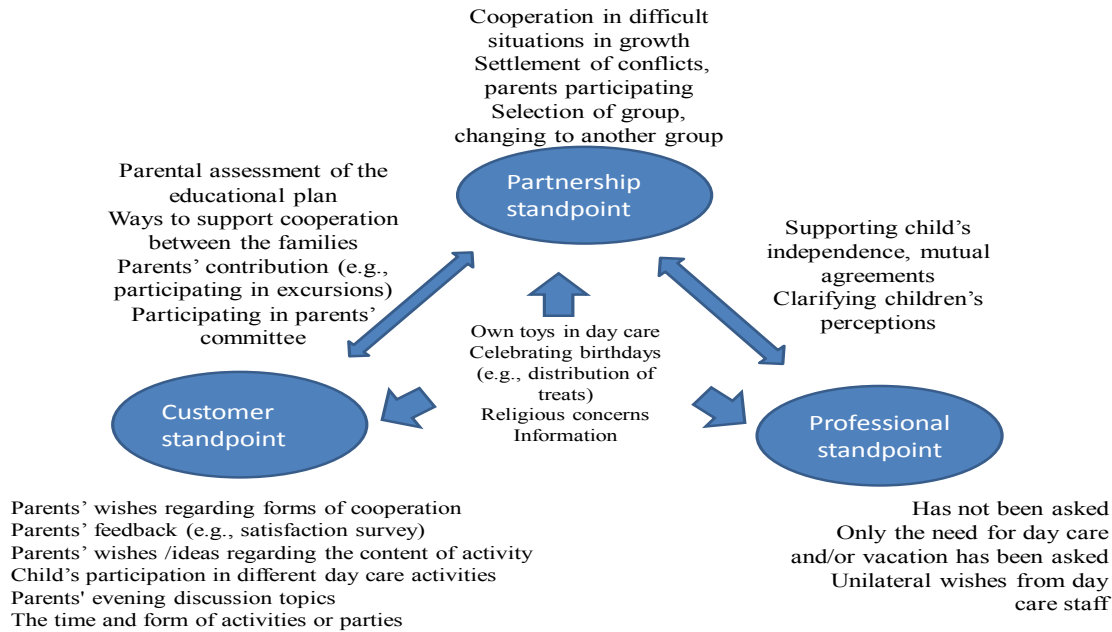 Cooperation in difficult
situations in growth
Settlement of conflicts,
parents participating
Selection of group,
changing to another group
Partnership
standpoint
Parental assessment of the
educational plan
Ways to support cooperation
between the families
Parents’ contribution (e.g.,
participating in excursions)
Participating in parents’
committee
Supporting child’s
independence, mutual
agreements
Clarifying children’s
perceptions
Own toys in day care
Celebrating birthdays
(e.g., distribution of
treats)
Religious concerns
Information
Customer
standpoint
Professional
standpoint
Parents’ wishes regarding forms of cooperation
Parents’ feedback (e.g., satisfaction survey)
Parents’ wishes /ideas regarding the content of activity
Child’s participation in different day care activities
Parents' evening discussion topics
The time and form of activities or parties
Has not been asked
Only the need for day care
and/or vacation has been asked
Unilateral wishes from day
care staff